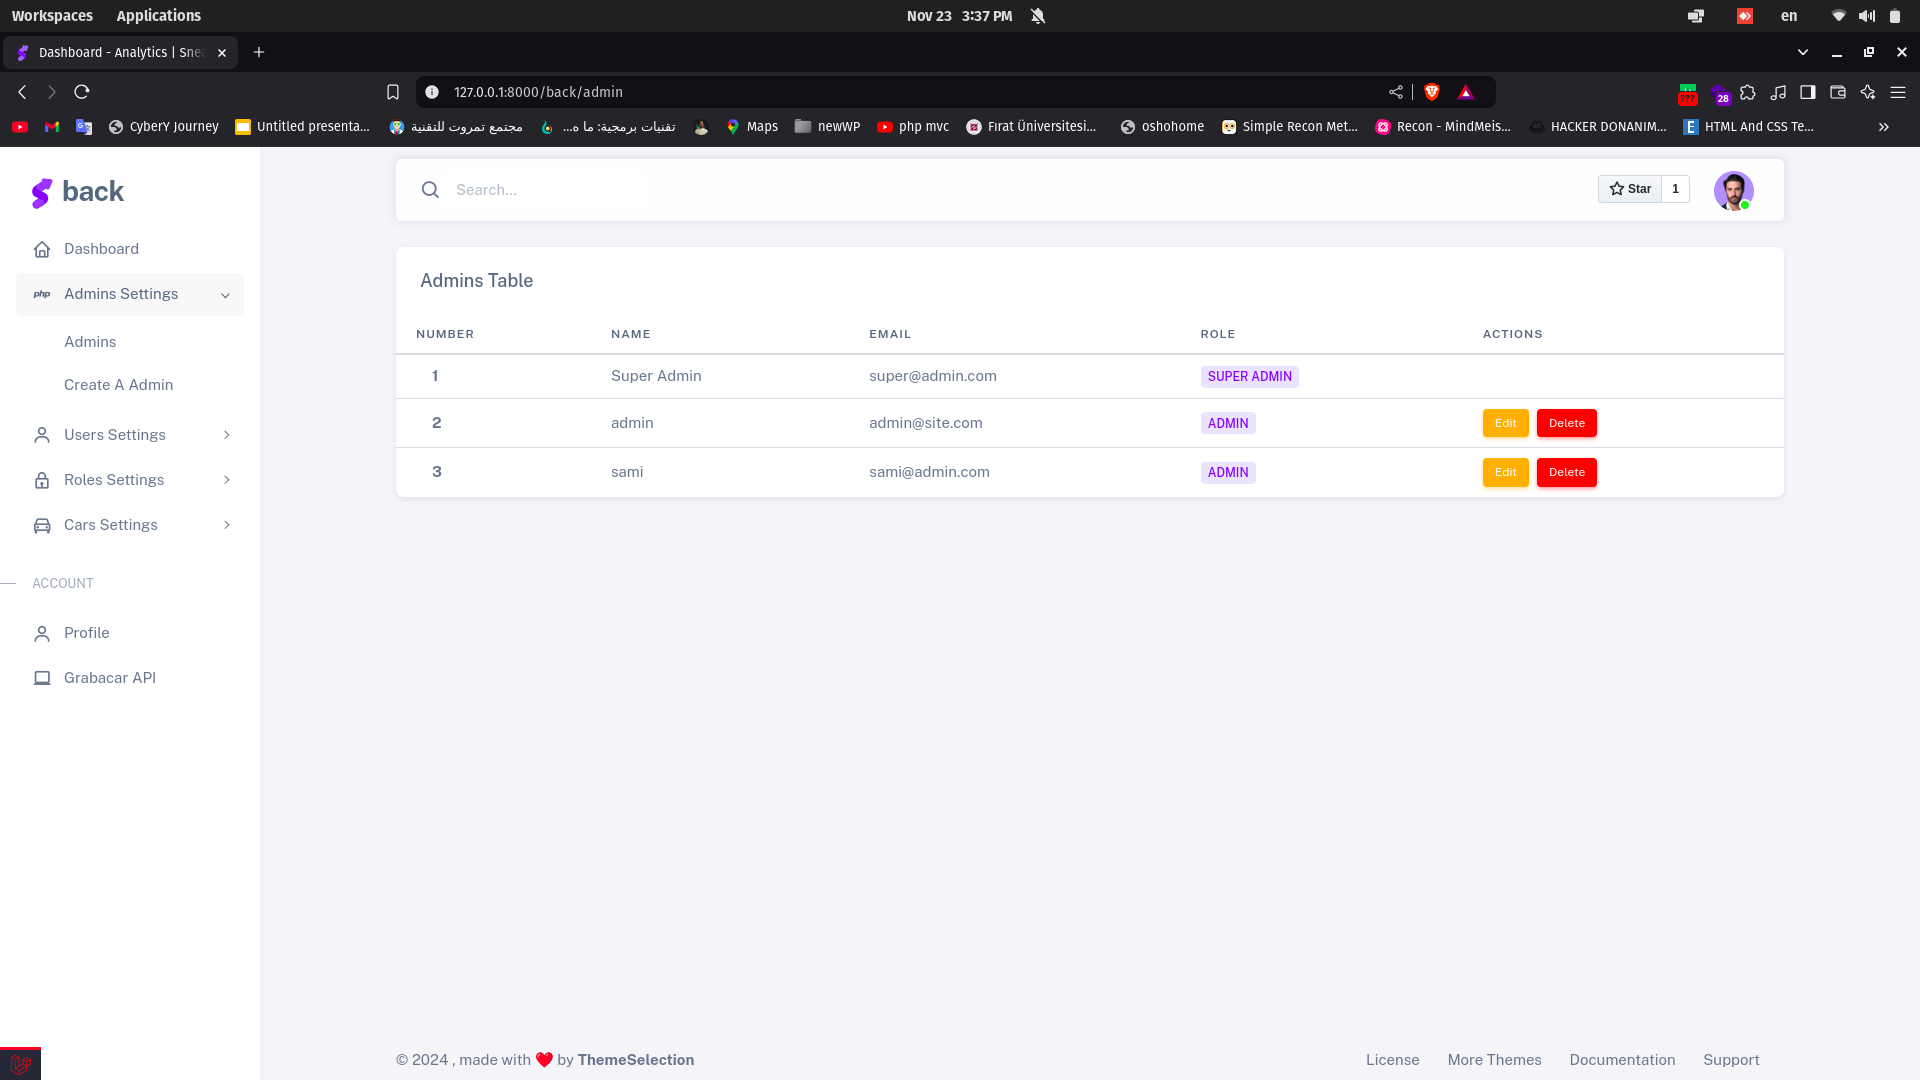 Workspaces Applications Nov 23 3:37 PM en
Dashboard - Analytics | Snea
127.0.0.1:8000/back/admin 28
CyberY Journey Untitled presenta... مجتمع تمروت للتقنية تقنيات برمجية: ما ه... Maps newWP php mvc Fırat Üniversitesi... oshohome Simple Recon Met... Recon - MindMeis... HACKER DONANIM... HTML And CSS Te...
back
Search...
Star 1
Dashboard
Admins Settings
Admins
Create A Admin
Users Settings
Roles Settings
Cars Settings
ACCOUNT
Profile
Grabacar API
Admins Table
NUMBER NAME EMAIL ROLE ACTIONS
1 Super Admin super@admin.com SUPER ADMIN
2 admin admin@site.com ADMIN Edit Delete
3 sami sami@admin.com ADMIN Edit Delete
© 2024 , made with ❤️ by ThemeSelection
License More Themes Documentation Support